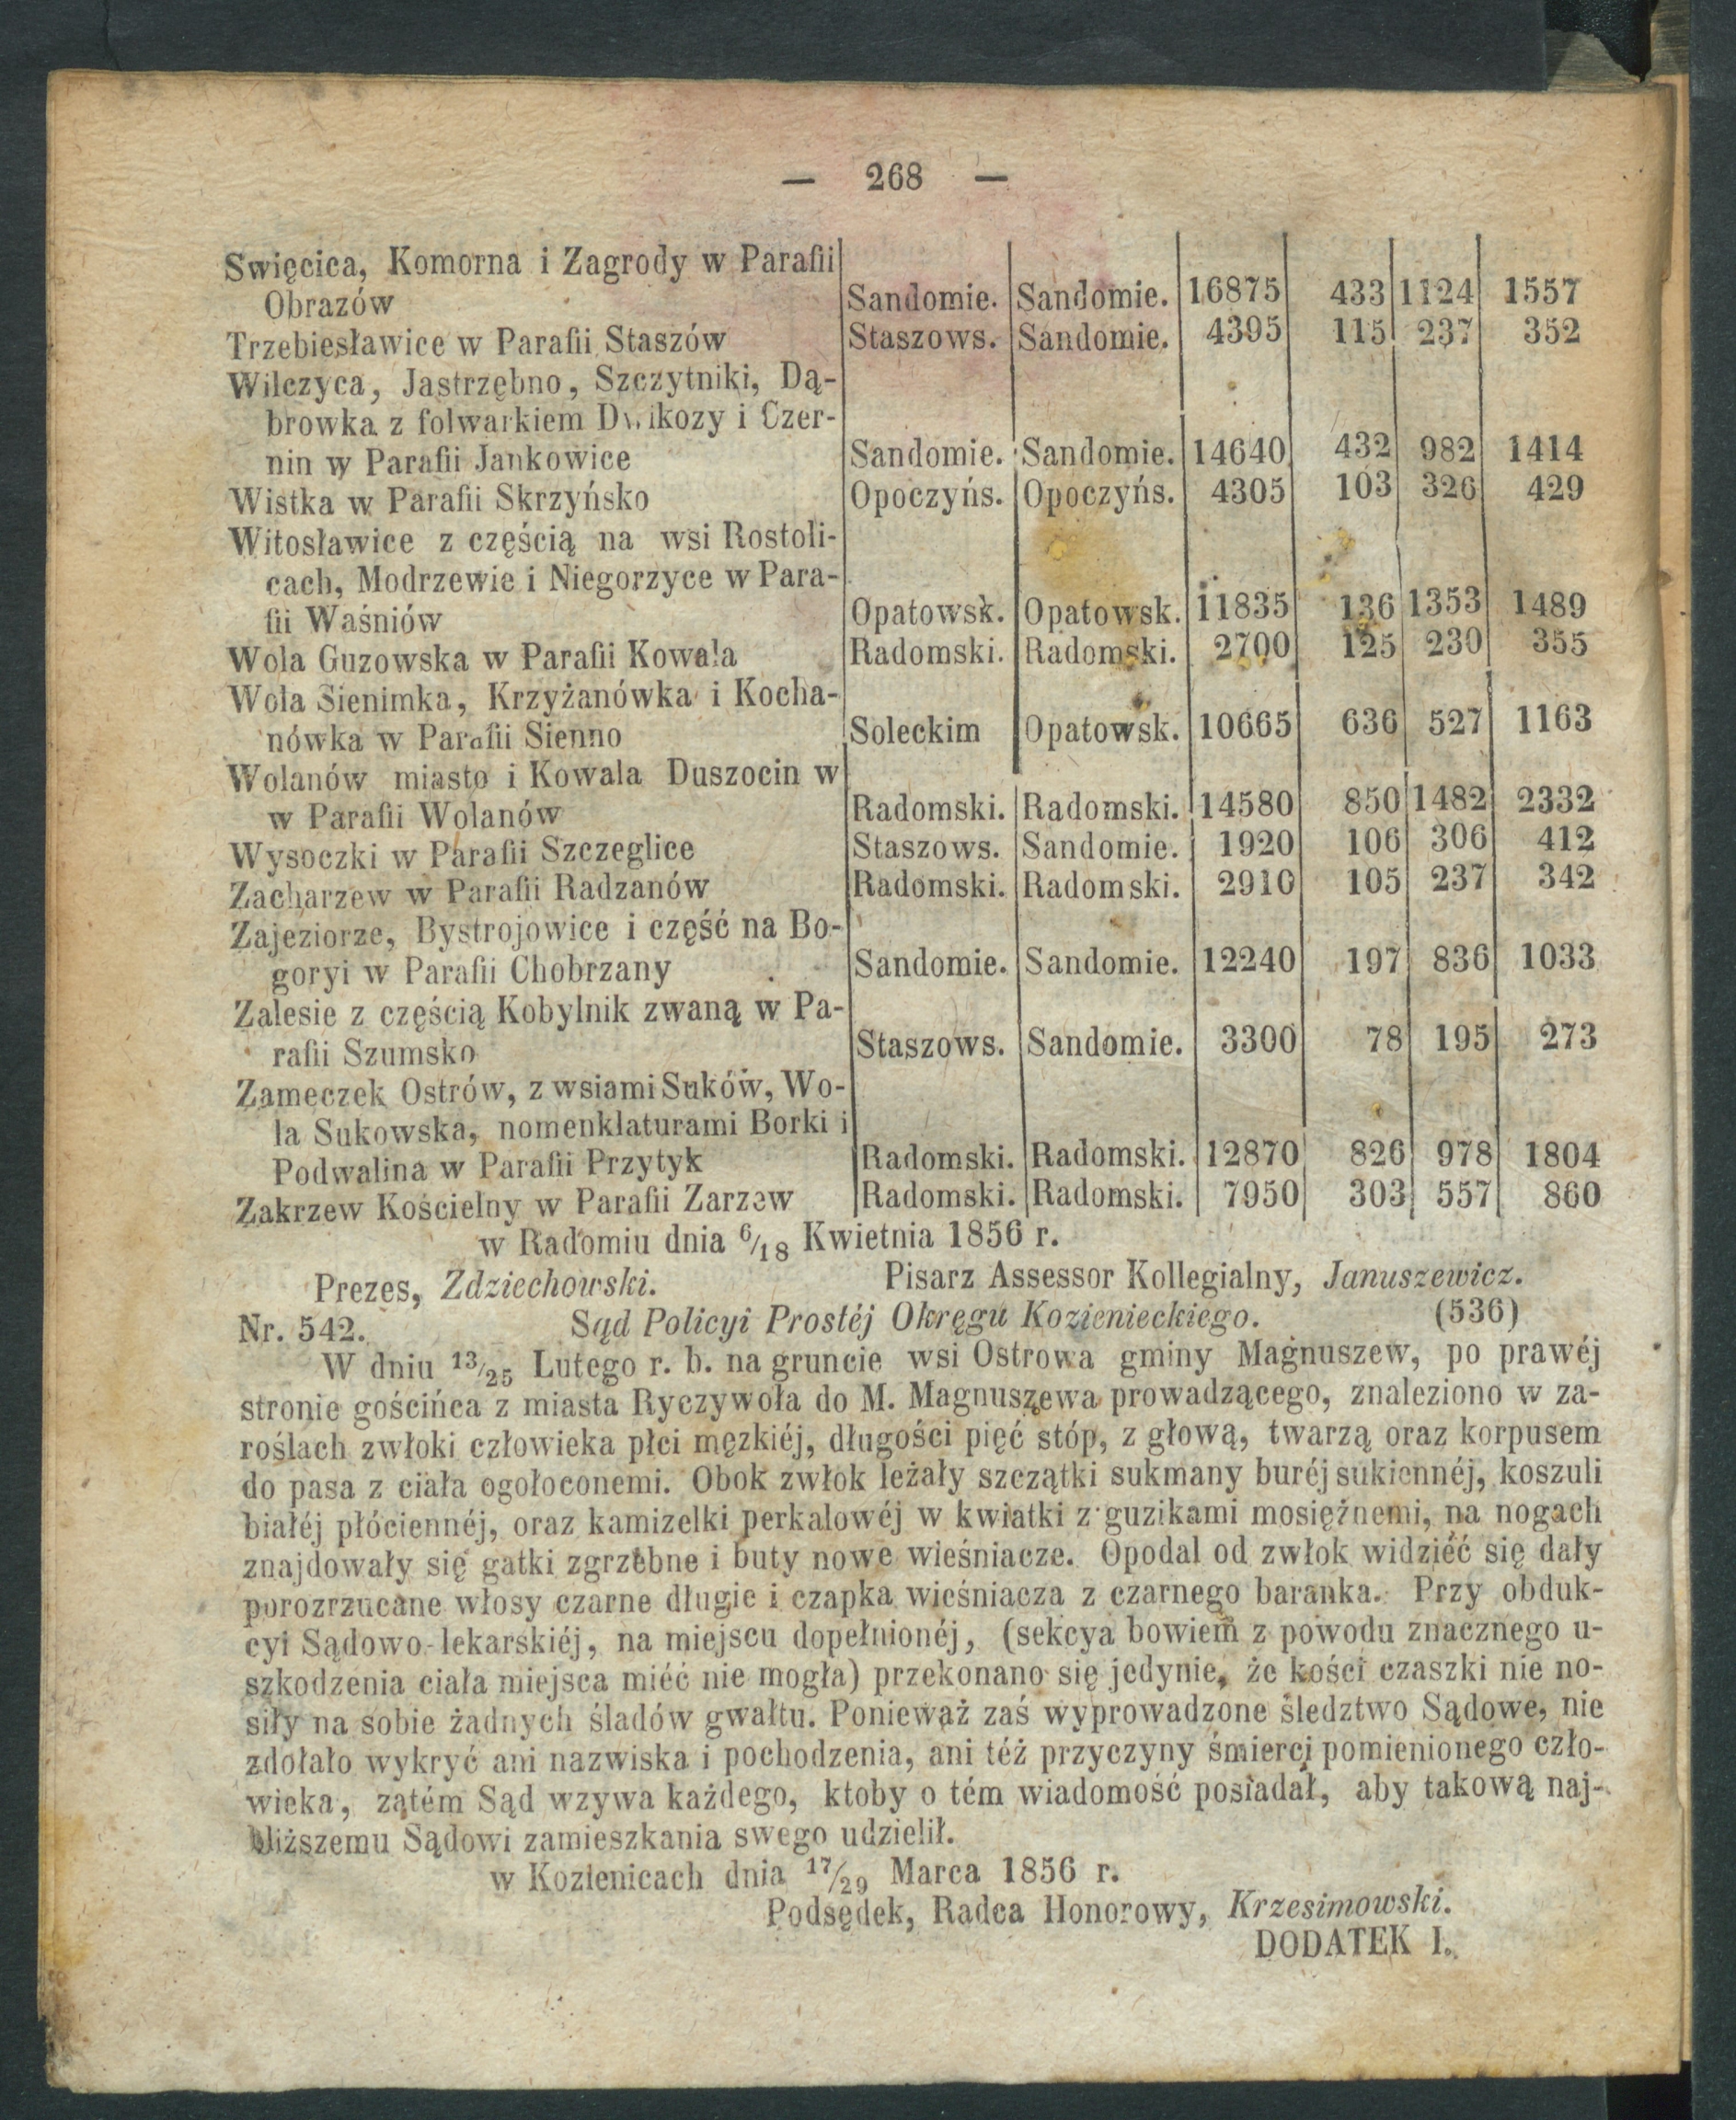 — 268 —
Swięcica, Komorna i Zagrody w Parafii
Obrazów Sandomie. Sandomie. 16875 433 1124 1557
Trzebiesławice w Parafii Staszów Staszows. Sandomie. 4395 115 237 352
Wilczyca, Jastrzębno, Szczytniki, Dą-
browka z folwarkiem Dwikozy i Czer-
nin w Parafii Jankowice Sandomie. Sandomie. 14640 432 982 1414
Wistka w Parafii Skrzyńsko Opoczyńs. Opoczyńs. 4305 103 326 429
Witosławice z częścią na wsi Rostoli-
cach, Modrzewie i Niegorzyce w Para-
fii Waśniów Opatowsk. Opatowsk. 11835 136 1353 1489
Wola Guzowska w Parafii Kowala Radomski. Radomski. 2700 125 230 355
Wola Sienimka, Krzyżanówka i Kocha-
nówka w Parafii Sienno Soleckim Opatowsk. 10665 636 527 1163
Wolanów miasto i Kowala Duszocin w
w Parafii Wolanów Radomski. Radomski. 14580 850 1482 2332
Wysoczki w Parafii Szczeglice Staszows. Sandomie. 1920 106 306 412
Zacharzew w Parafii Radzanów Radomski. Radomski. 2910 105 237 342
Zajeziorze, Bystrojowice i część na Bo-
goryi w Parafii Chobrzany Sandomie. Sandomie. 12240 197 836 1033
Zalesie z częścią Kobylnik zwaną w Pa-
rafii Szumsko Staszows. Sandomie. 3300 78 195 273
Zameczek Ostrów, z wsiami Suków, Wo-
la Sukowska, nomenklaturami Borki i
Podwalina w Parafii Przytyk Radomski. Radomski. 12870 826 978 1804
Zakrzew Kościelny w Parafii Zarzew Radomski. Radomski. 7950 303 557 860
w Radomiu dnia 6/18 Kwietnia 1856 r.
Prezes, Zdziechowski. Pisarz Assessor Kollegialny, Januszewicz.
Nr. 542. Sąd Policyi Prostéj Okręgu Kozienieckiego. (536)
W dniu 13/25 Lutego r. b. na gruncie wsi Ostrowa gminy Magnuszew, po prawéj
stronie gościńca z miasta Ryczywoła do M. Magnuszewa prowadzącego, znaleziono w za-
roślach zwłoki człowieka płci męzkiéj, długości pięć stóp, z głową, twarzą oraz korpusem
do pasa z ciała ogołoconemi. Obok zwłok leżały szczątki sukmany buréj sukiennéj, koszuli
białéj płóciennéj, oraz kamizelki perkalowéj w kwiatki z guzikami mosiężnemi, na nogach
znajdowały się gatki zgrzebne i buty nowe wieśniacze. Opodal od zwłok widziéć się dały
porozrzucane włosy czarne długie i czapka wieśniacza z czarnego baranka. Przy obduk-
cyi Sądowo-lekarskiéj, na miejscu dopełnionéj, (sekcya bowiem z powodu znacznego u-
szkodzenia ciała miejsca miéć nie mogła) przekonano się jedynie, że kości czaszki nie no-
siły na sobie żadnych śladów gwałtu. Ponieważ zaś wyprowadzone śledztwo Sądowe, nie
zdołało wykryć ani nazwiska i pochodzenia, ani téż przyczyny śmierci pomienionego czło-
wieka, zatém Sąd wzywa każdego, ktoby o tém wiadomość posiadał, aby takową naj-
bliższemu Sądowi zamieszkania swego udzielił.
w Kozienicach dnia 17/29 Marca 1856 r.
Podsędek, Radca Honorowy, Krzesimowski.
DODATEK I.